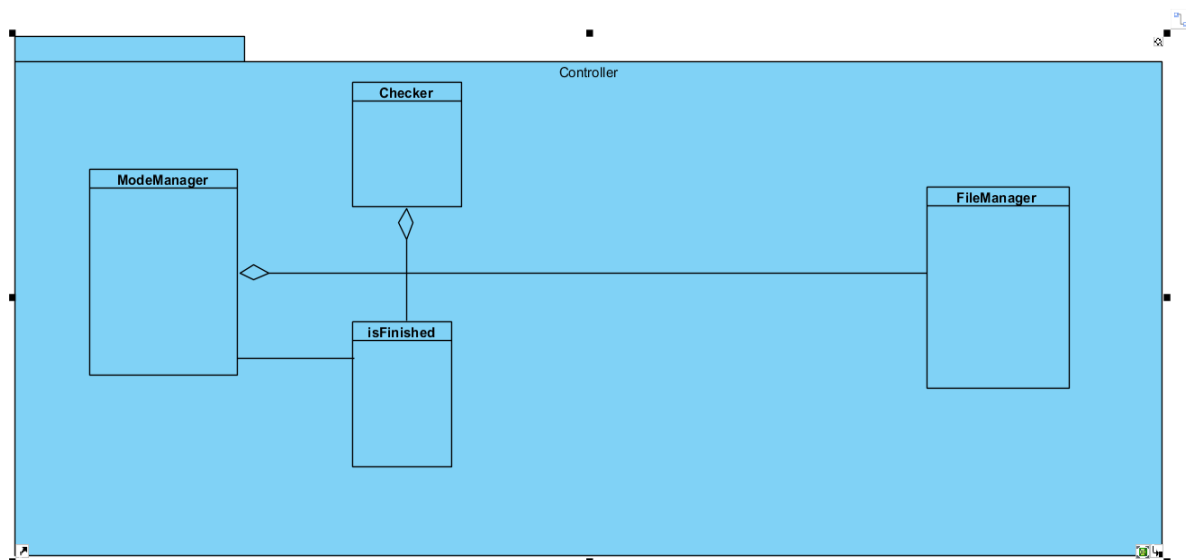 Controller
Checker
ModeManager
FileManager
isFinished